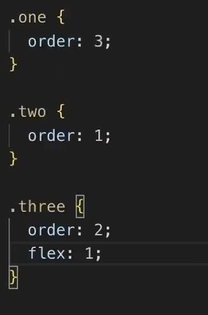 .one {
  order: 3;
}

.two {
  order: 1;
}

.three {
  order: 2;
  flex: 1;
}